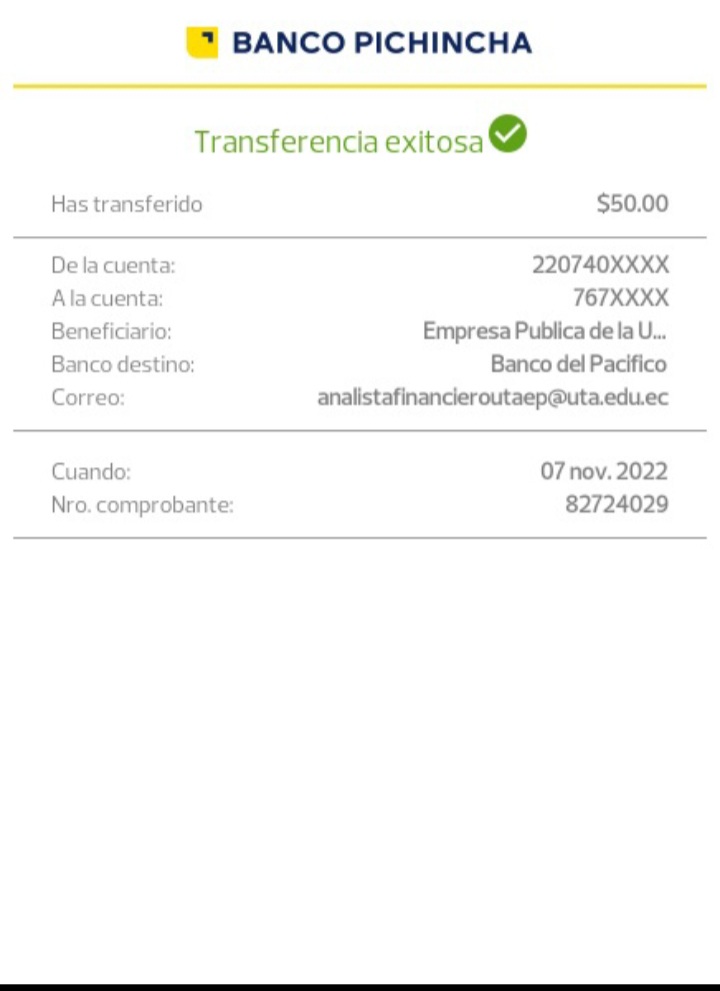 BANCO PICHINCHA
Transferencia exitosa
Has transferido $50.00
De la cuenta: 220740XXXX
A la cuenta: 767XXXX
Beneficiario: Empresa Publica de la U...
Banco destino: Banco del Pacifico
Correo: analistafinancieroutaep@uta.edu.ec
Cuando: 07 nov. 2022
Nro. comprobante: 82724029